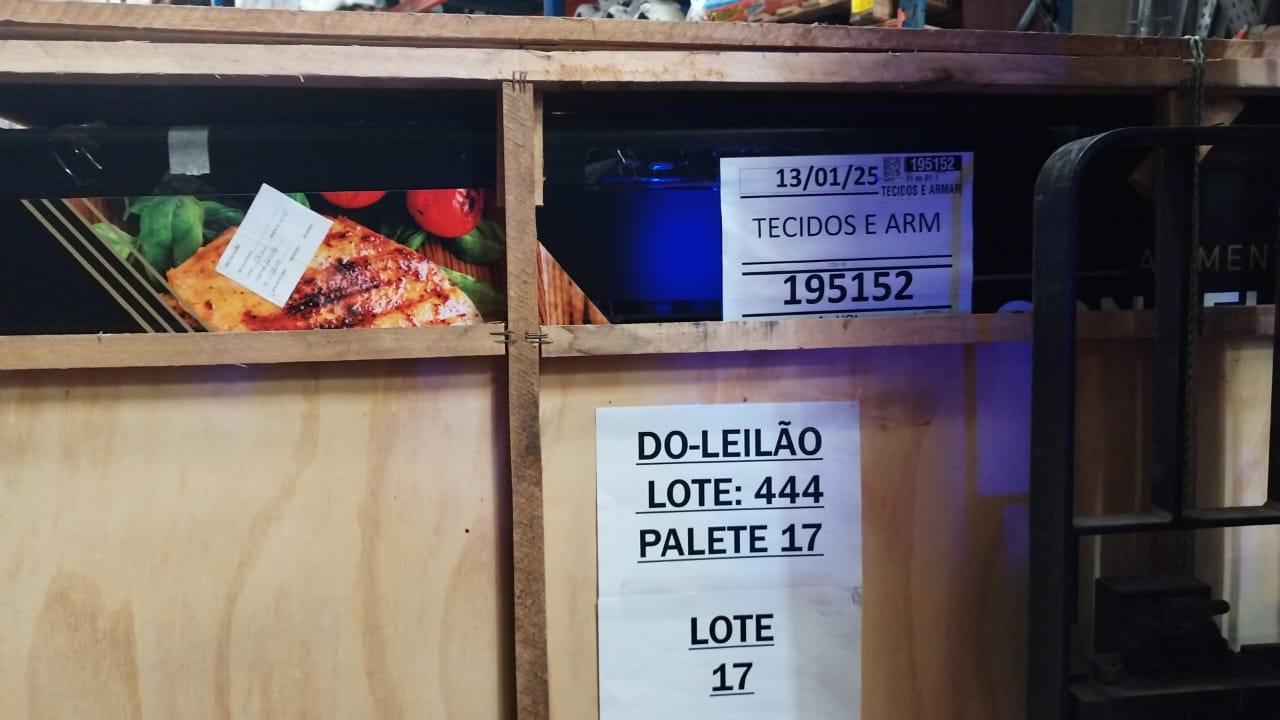 13/01/25
195152
TECIDOS E ARMAR
TECIDOS E ARM
195152
DO-LEILÃO
LOTE: 444
PALETE 17
LOTE
17